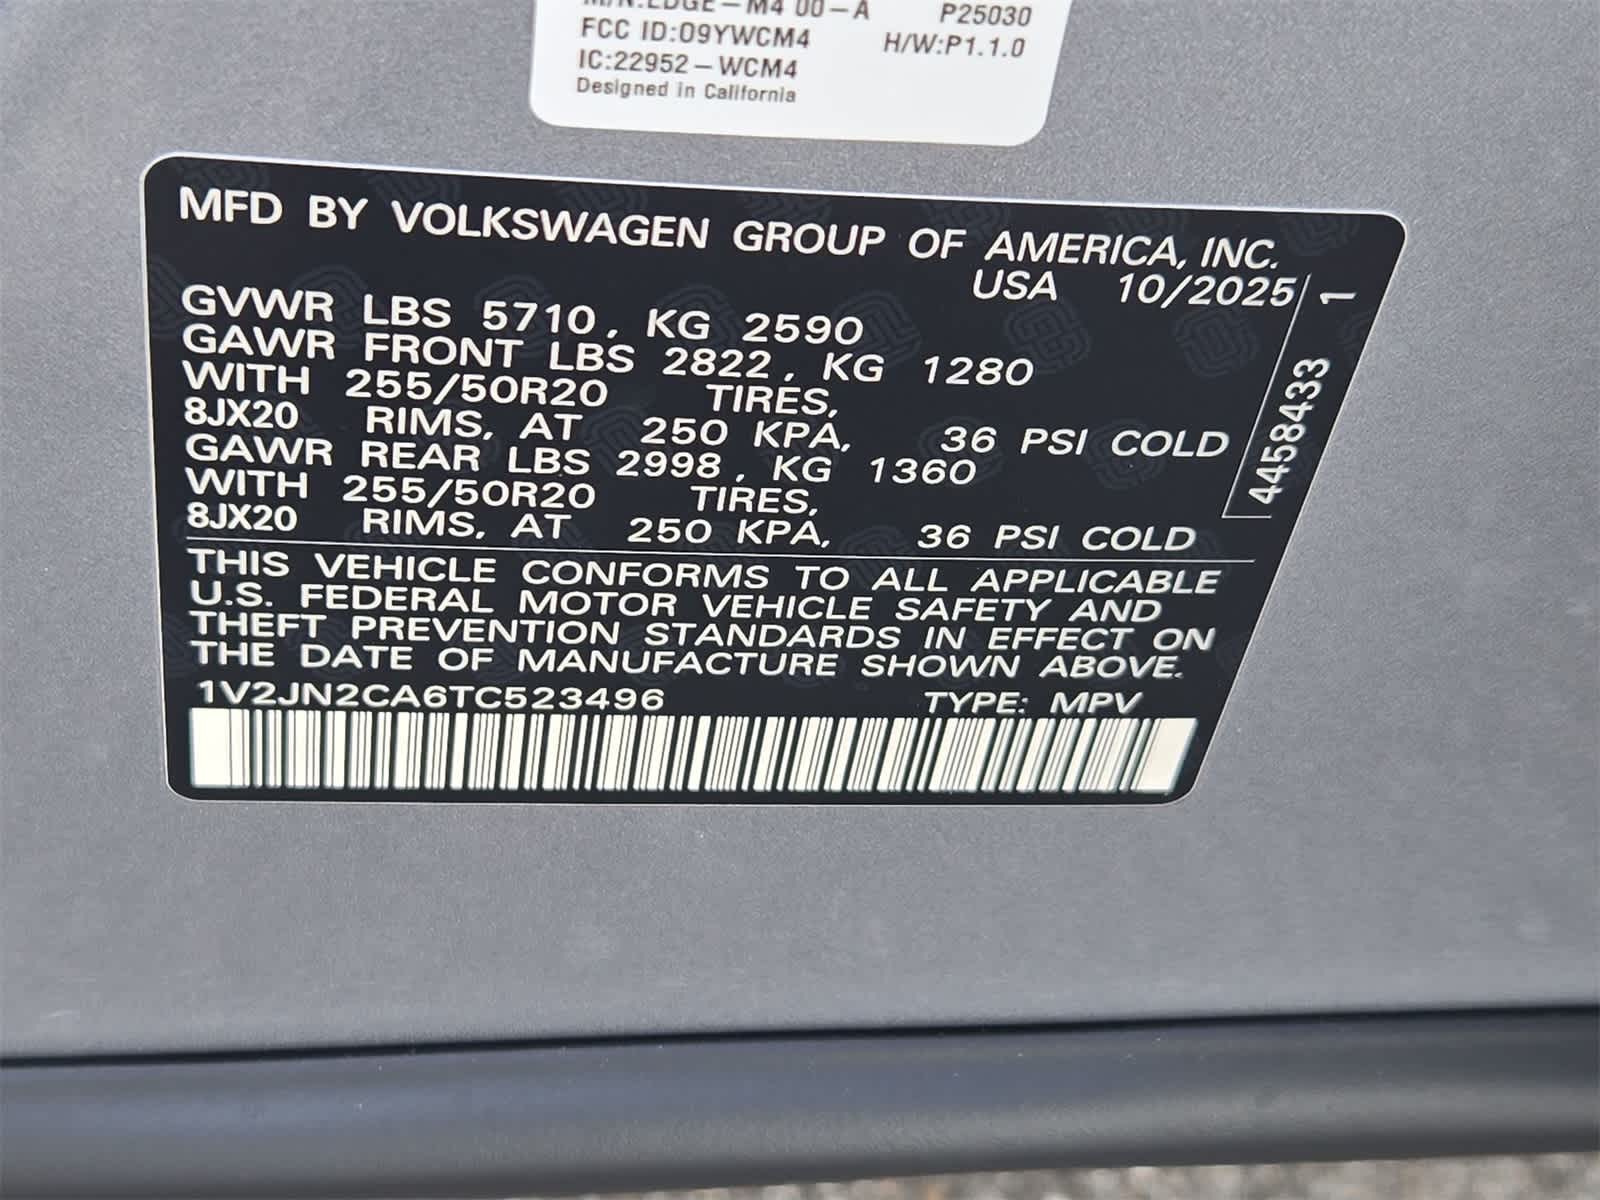 M/N:EDGE-M4 00-A P25030
FCC ID:O9YWCM4 H/W:P1.1.0
IC:22952-WCM4
Designed in California
MFD BY VOLKSWAGEN GROUP OF AMERICA, INC.
USA 10/2025
GVWR LBS 5710, KG 2590
GAWR FRONT LBS 2822, KG 1280
WITH 255/50R20 TIRES,
8JX20 RIMS, AT 250 KPA, 36 PSI COLD
GAWR REAR LBS 2998, KG 1360
WITH 255/50R20 TIRES,
8JX20 RIMS, AT 250 KPA, 36 PSI COLD
4458433 1
THIS VEHICLE CONFORMS TO ALL APPLICABLE
U.S. FEDERAL MOTOR VEHICLE SAFETY AND
THEFT PREVENTION STANDARDS IN EFFECT ON
THE DATE OF MANUFACTURE SHOWN ABOVE.
1V2JN2CA6TC523496 TYPE: MPV